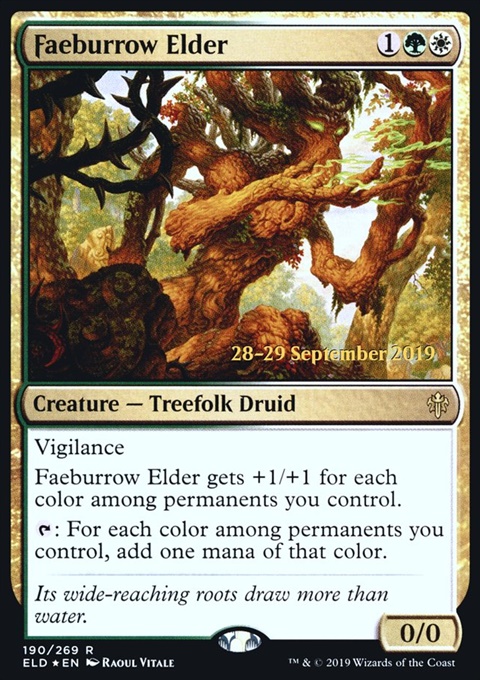 Faeburrow Elder 1
28-29 September 2019
Creature — Treefolk Druid
Vigilance
Faeburrow Elder gets +1/+1 for each
color among permanents you control.
: For each color among permanents you
control, add one mana of that color.
Its wide-reaching roots draw more than
water.
0/0
190/269 R
ELD ★ EN Raoul Vitale
™ & © 2019 Wizards of the Coast